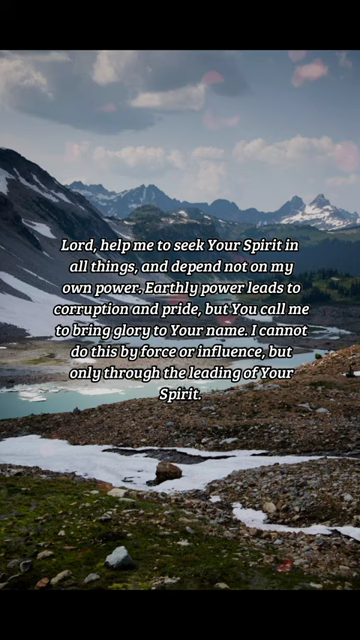 Lord, help me to seek Your Spirit in
all things, and depend not on my
own power. Earthly power leads to
corruption and pride, but You call me
to bring glory to Your name. I cannot
do this by force or influence, but
only through the leading of Your
Spirit.